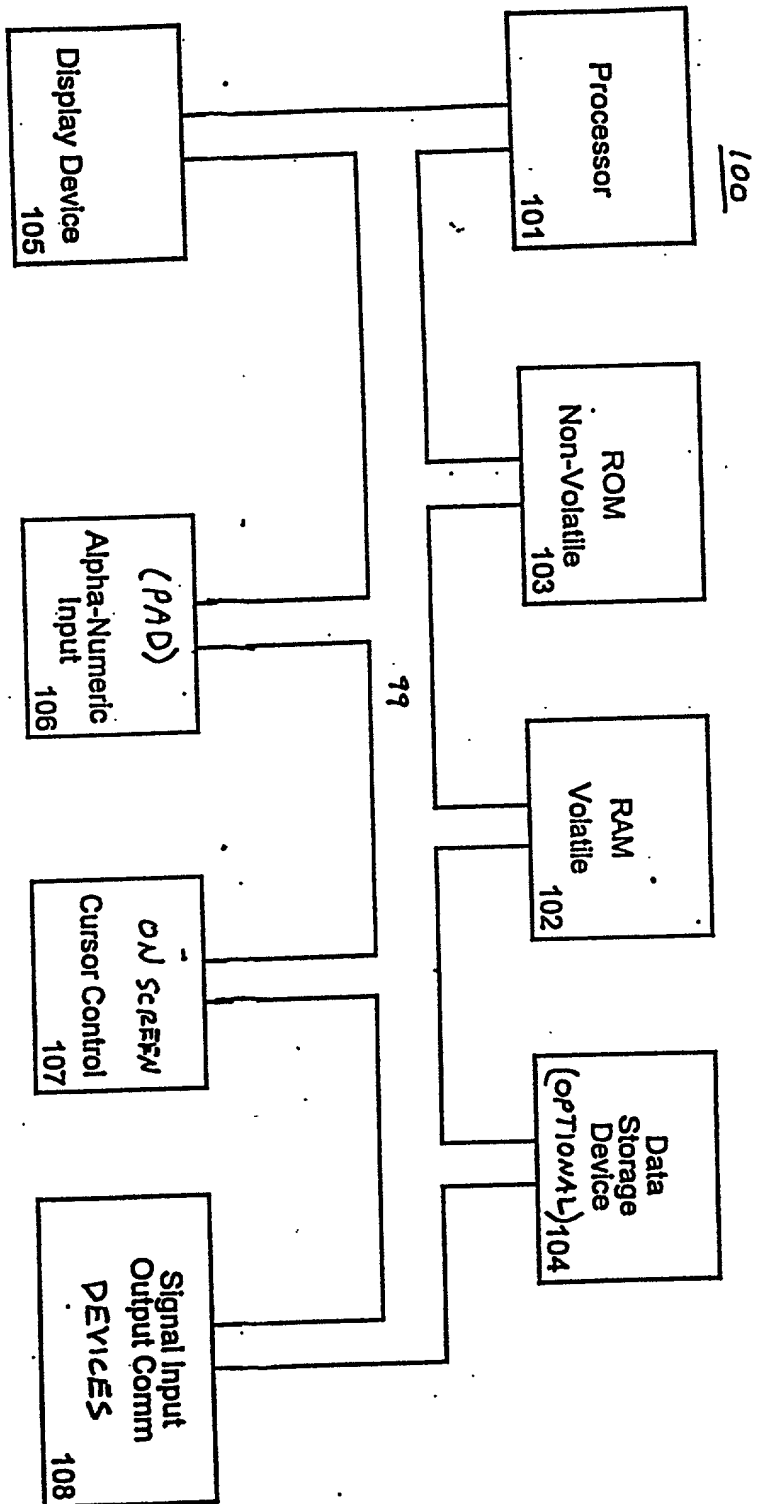 100
Processor
101
ROM
Non-Volatile
103
RAM
Volatile
102
Data
Storage
Device
(OPTIONAL) 104
99
Display Device
105
(PAD)
Alpha-Numeric
Input
106
ON SCREEN
Cursor Control
107
Signal Input
Output Comm
DEVICES
108